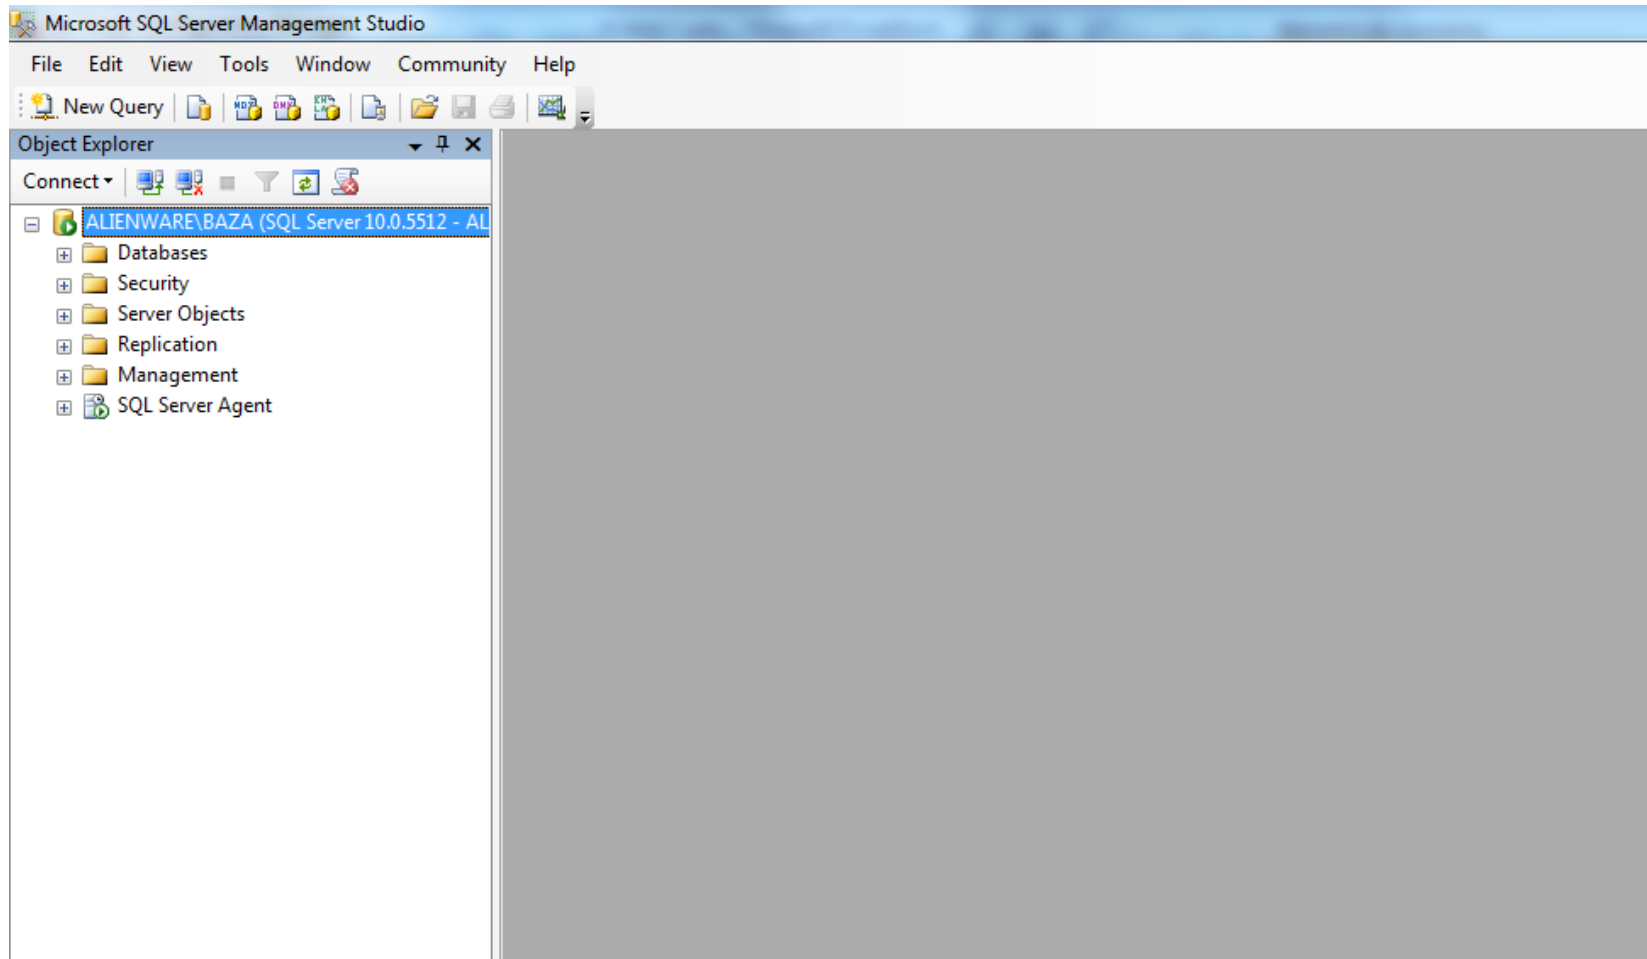 Microsoft SQL Server Management Studio
File Edit View Tools Window Community Help
New Query
Object Explorer
Connect
ALIENWARE\BAZA (SQL Server 10.0.5512 - AL
Databases
Security
Server Objects
Replication
Management
SQL Server Agent